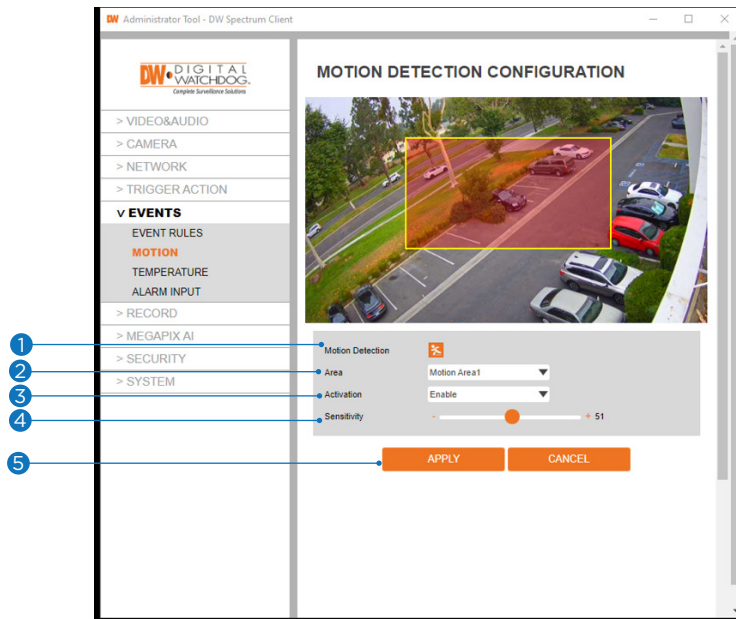 DW Administrator Tool - DW Spectrum Client
DW DIGITAL
WATCHDOG®
Complete Surveillance Solutions
> VIDEO&AUDIO
> CAMERA
> NETWORK
> TRIGGER ACTION
v EVENTS
EVENT RULES
MOTION
TEMPERATURE
ALARM INPUT
> RECORD
> MEGAPIX AI
> SECURITY
> SYSTEM
MOTION DETECTION CONFIGURATION
1 Motion Detection
2 Area Motion Area1
3 Activation Enable
4 Sensitivity - + 51
5 APPLY CANCEL